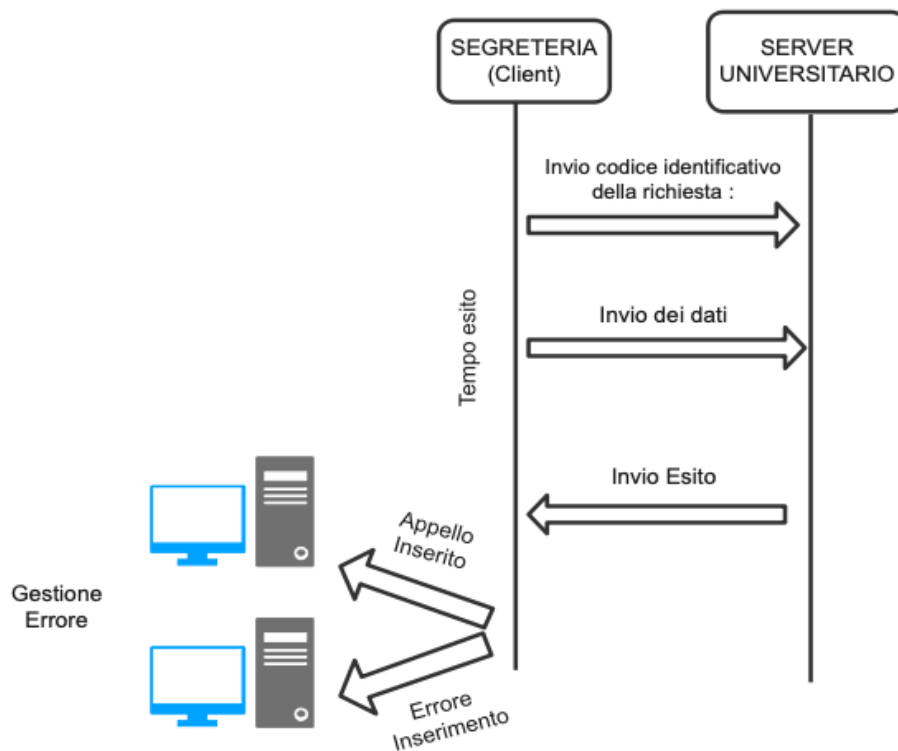 SEGRETERIA
(Client)
SERVER
UNIVERSITARIO
Invio codice identificativo
della richiesta :
Tempo esito
Invio dei dati
Invio Esito
Appello
Inserito
Gestione
Errore
Errore
Inserimento